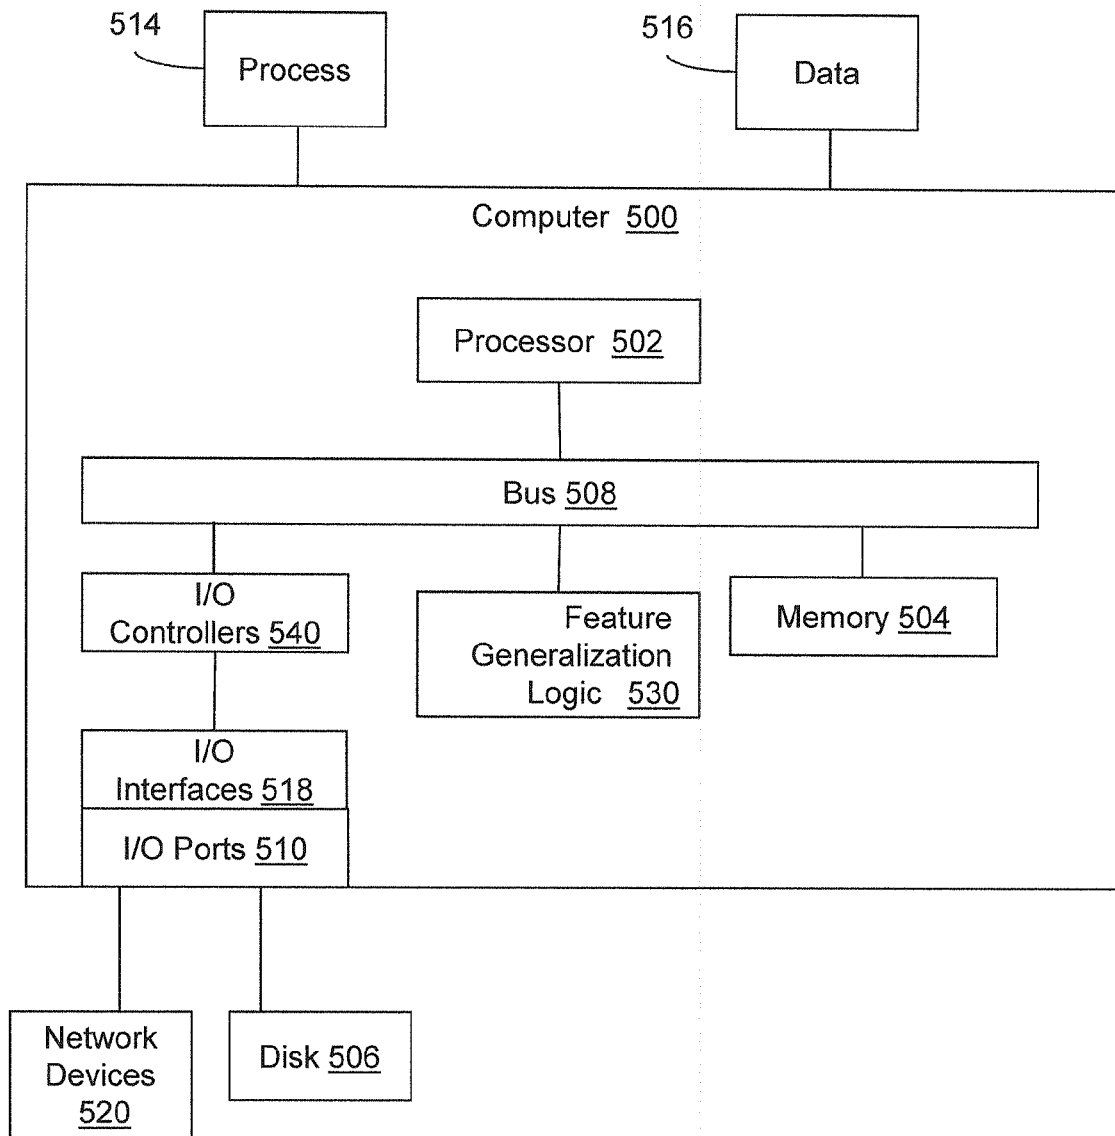 514
Process
516
Data
Computer 500
Processor 502
Bus 508
I/O
Controllers 540
Feature
Generalization
Logic 530
Memory 504
I/O
Interfaces 518
I/O Ports 510
Network
Devices
520
Disk 506